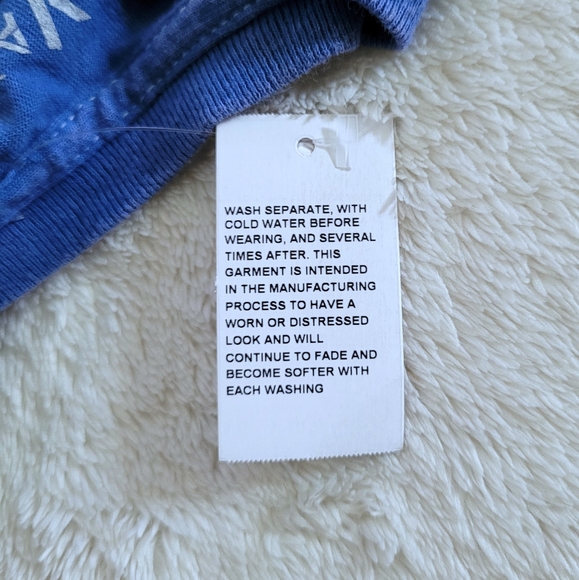 WASH SEPARATE, WITH
COLD WATER BEFORE
WEARING, AND SEVERAL
TIMES AFTER. THIS
GARMENT IS INTENDED
IN THE MANUFACTURING
PROCESS TO HAVE A
WORN OR DISTRESSED
LOOK AND WILL
CONTINUE TO FADE AND
BECOME SOFTER WITH
EACH WASHING